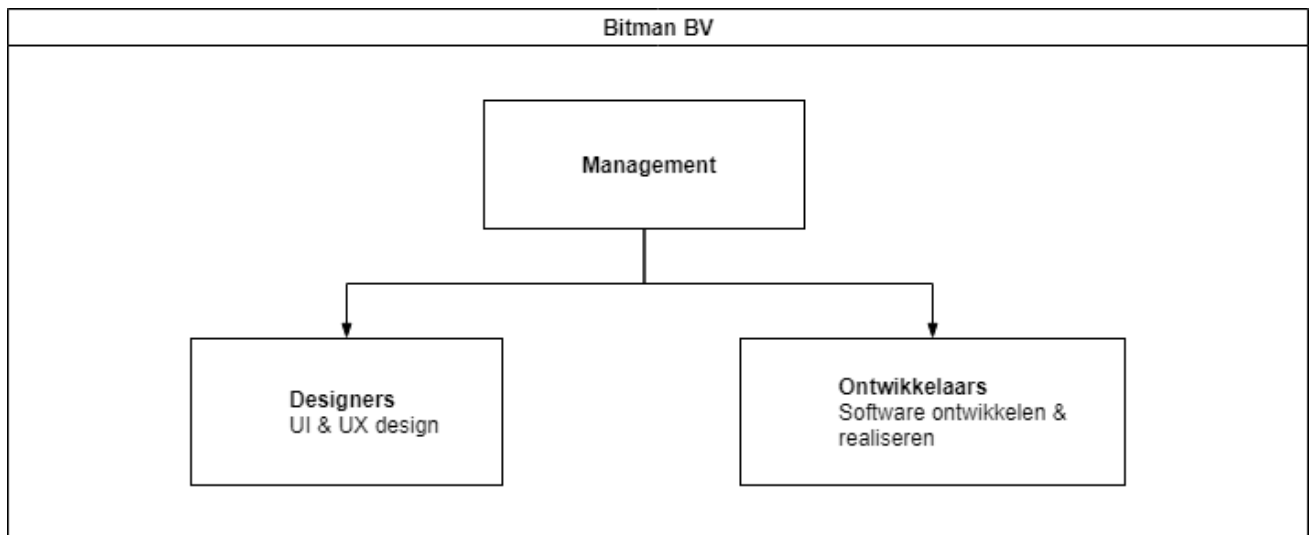 Bitman BV
Management
Designers
UI & UX design
Ontwikkelaars
Software ontwikkelen &
realiseren